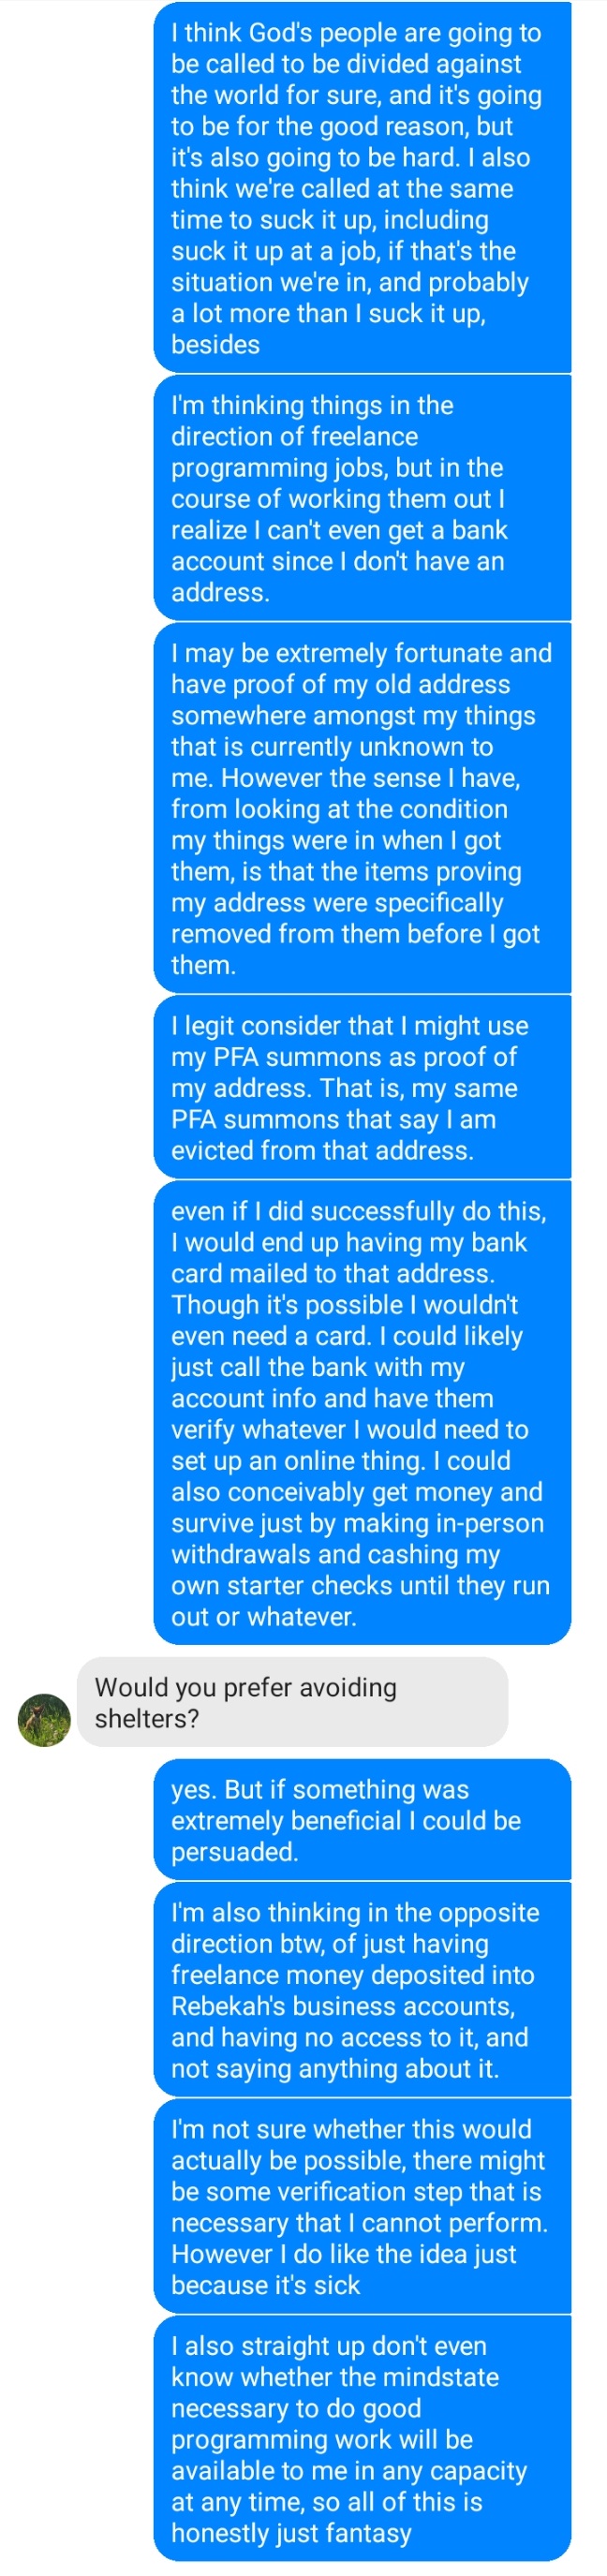 I think God's people are going to
be called to be divided against
the world for sure, and it's going
to be for the good reason, but
it's also going to be hard. I also
think we're called at the same
time to suck it up, including
suck it up at a job, if that's the
situation we're in, and probably
a lot more than I suck it up,
besides
I'm thinking things in the
direction of freelance
programming jobs, but in the
course of working them out I
realize I can't even get a bank
account since I don't have an
address.
I may be extremely fortunate and
have proof of my old address
somewhere amongst my things
that is currently unknown to
me. However the sense I have,
from looking at the condition
my things were in when I got
them, is that the items proving
my address were specifically
removed from them before I got
them.
I legit consider that I might use
my PFA summons as proof of
my address. That is, my same
PFA summons that say I am
evicted from that address.
even if I did successfully do this,
I would end up having my bank
card mailed to that address.
Though it's possible I wouldn't
even need a card. I could likely
just call the bank with my
account info and have them
verify whatever I would need to
set up an online thing. I could
also conceivably get money and
survive just by making in-person
withdrawals and cashing my
own starter checks until they run
out or whatever.
Would you prefer avoiding
shelters?
yes. But if something was
extremely beneficial I could be
persuaded.
I'm also thinking in the opposite
direction btw, of just having
freelance money deposited into
Rebekah's business accounts,
and having no access to it, and
not saying anything about it.
I'm not sure whether this would
actually be possible, there might
be some verification step that is
necessary that I cannot perform.
However I do like the idea just
because it's sick
I also straight up don't even
know whether the mindstate
necessary to do good
programming work will be
available to me in any capacity
at any time, so all of this is
honestly just fantasy